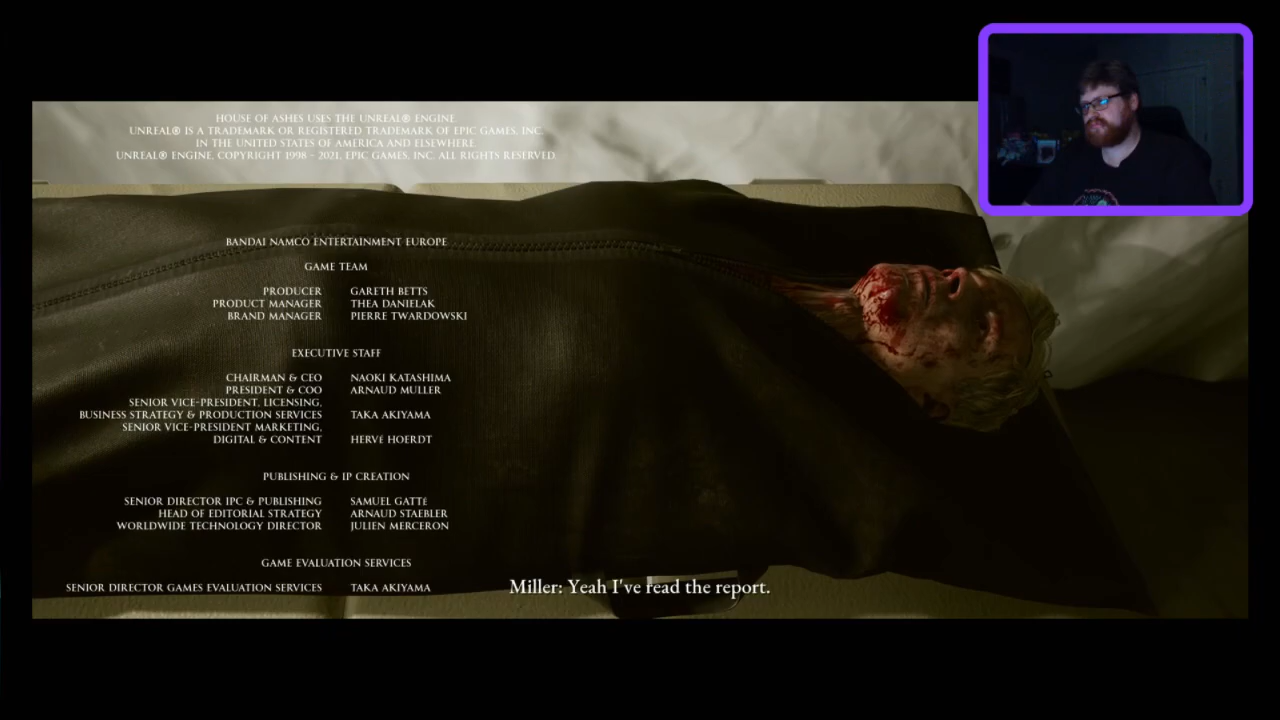 HOUSE OF ASHES USES THE UNREAL® ENGINE
UNREAL® IS A TRADEMARK OR REGISTERED TRADEMARK OF EPIC GAMES, INC.
IN THE UNITED STATES OF AMERICA AND ELSEWHERE
UNREAL® ENGINE, COPYRIGHT 1998 - 2021, EPIC GAMES, INC. ALL RIGHTS RESERVED.
BANDAI NAMCO ENTERTAINMENT EUROPE
GAME TEAM
PRODUCER GARETH BETTS
PRODUCT MANAGER THEA DANIELAK
BRAND MANAGER PIERRE TWARDOWSKI
EXECUTIVE STAFF
CHAIRMAN & CEO NAOKI KATASHIMA
PRESIDENT & COO ARNAUD MULLER
SENIOR VICE-PRESIDENT, LICENSING,
BUSINESS STRATEGY & PRODUCTION SERVICES TAKA AKIYAMA
SENIOR VICE-PRESIDENT MARKETING,
DIGITAL & CONTENT HERVÉ HOERDT
PUBLISHING & IP CREATION
SENIOR DIRECTOR IPC & PUBLISHING SAMUEL GATTÉ
HEAD OF EDITORIAL STRATEGY ARNAUD STAEBLER
WORLDWIDE TECHNOLOGY DIRECTOR JULIEN MERCERON
GAME EVALUATION SERVICES
SENIOR DIRECTOR GAMES EVALUATION SERVICES TAKA AKIYAMA
Miller: Yeah I've read the report.